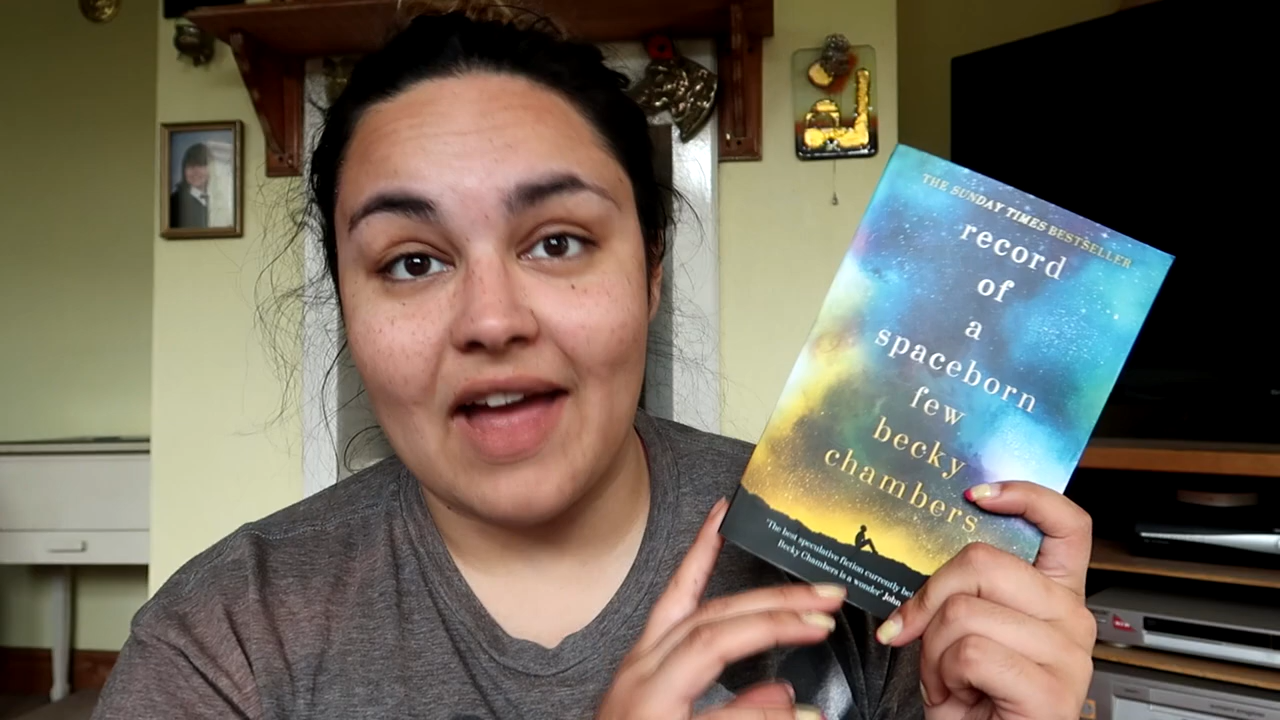 THE SUNDAY TIMES BESTSELLER
record
of
a
spaceborn
few
becky
chambers
'The best speculative fiction currently
Becky Chambers is a wonder' John